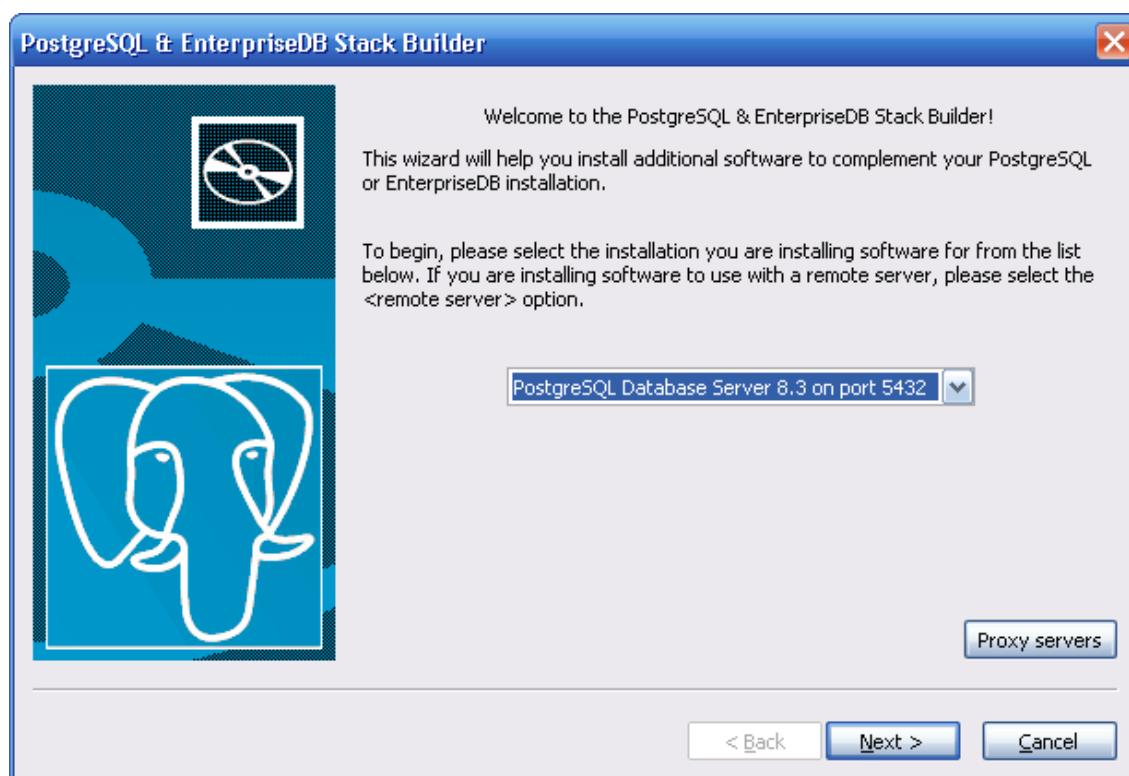 PostgreSQL & EnterpriseDB Stack Builder
Welcome to the PostgreSQL & EnterpriseDB Stack Builder!
This wizard will help you install additional software to complement your PostgreSQL
or EnterpriseDB installation.
To begin, please select the installation you are installing software for from the list
below. If you are installing software to use with a remote server, please select the
<remote server> option.
PostgreSQL Database Server 8.3 on port 5432
Proxy servers
< Back
Next >
Cancel